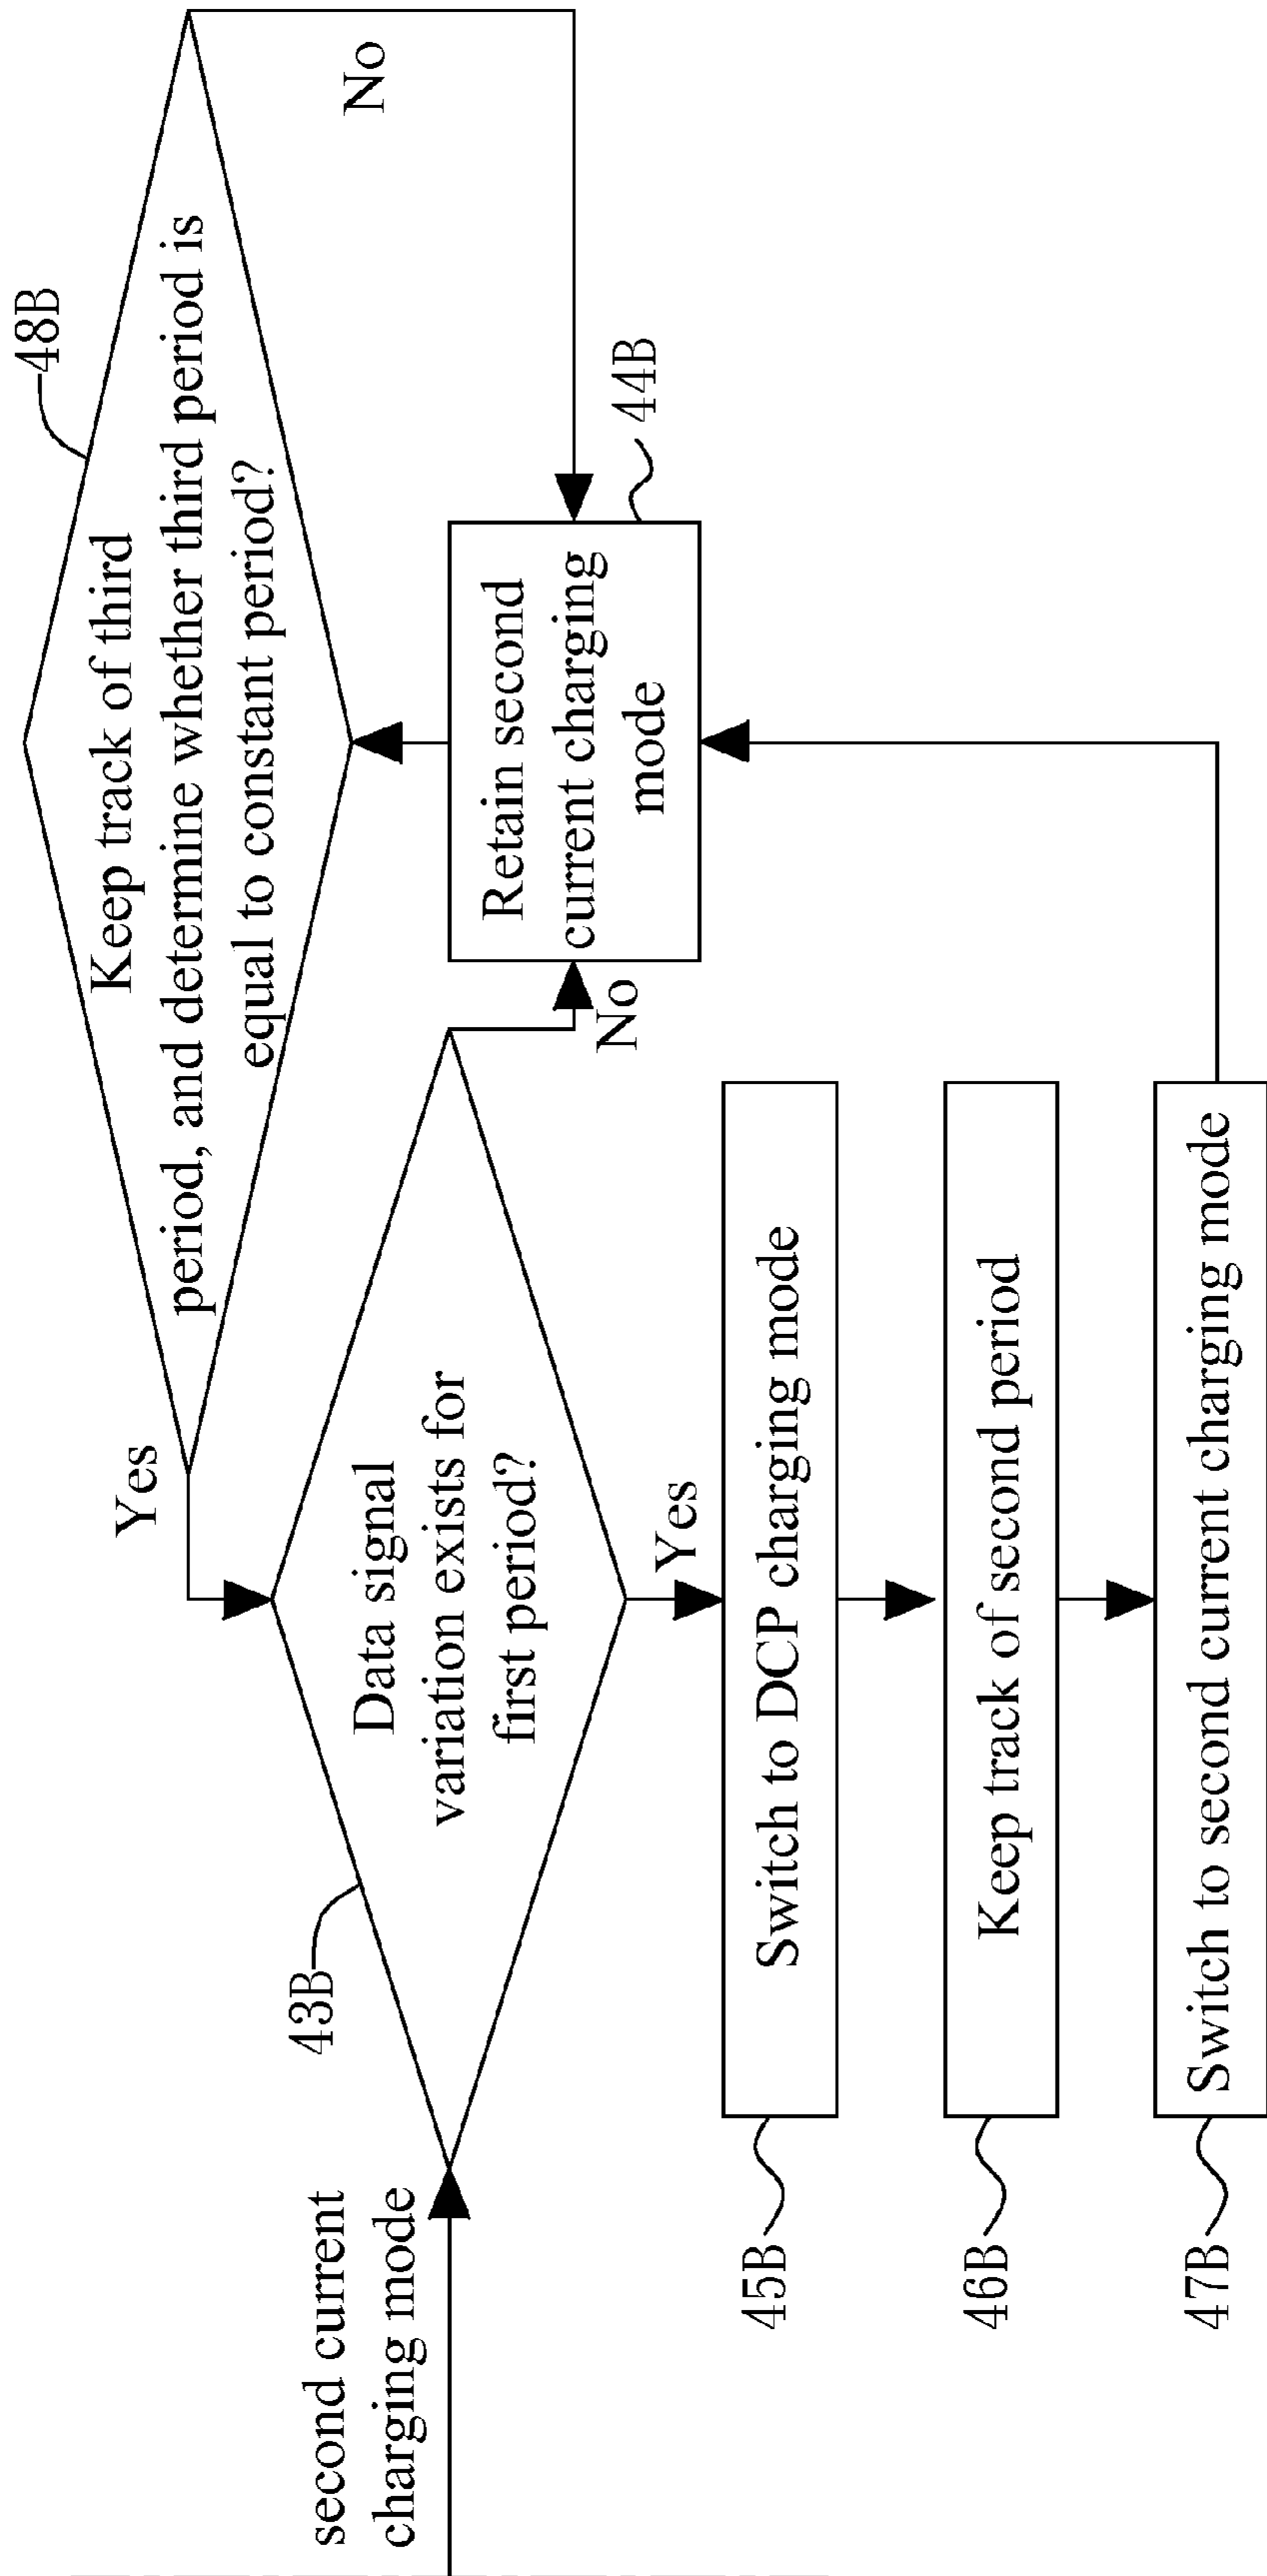 48B
Keep track of third
period, and determine whether third period is
equal to constant period?
Yes
No
second current
charging mode
43B
Data signal
variation exists for
first period?
No
Retain second
current charging
mode
44B
Yes
45B
Switch to DCP charging mode
46B
Keep track of second period
47B
Switch to second current charging mode